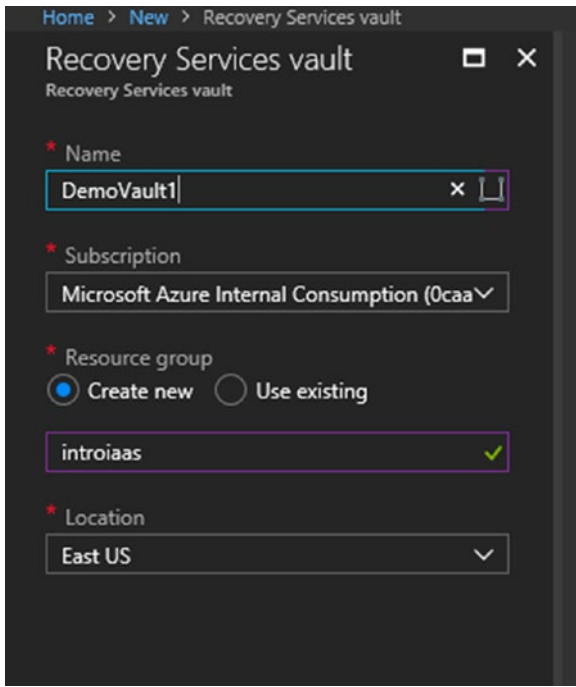 Home > New > Recovery Services vault
Recovery Services vault
Recovery Services vault
* Name
DemoVault1
* Subscription
Microsoft Azure Internal Consumption (0caa
* Resource group
Create new Use existing
introiaas
* Location
East US